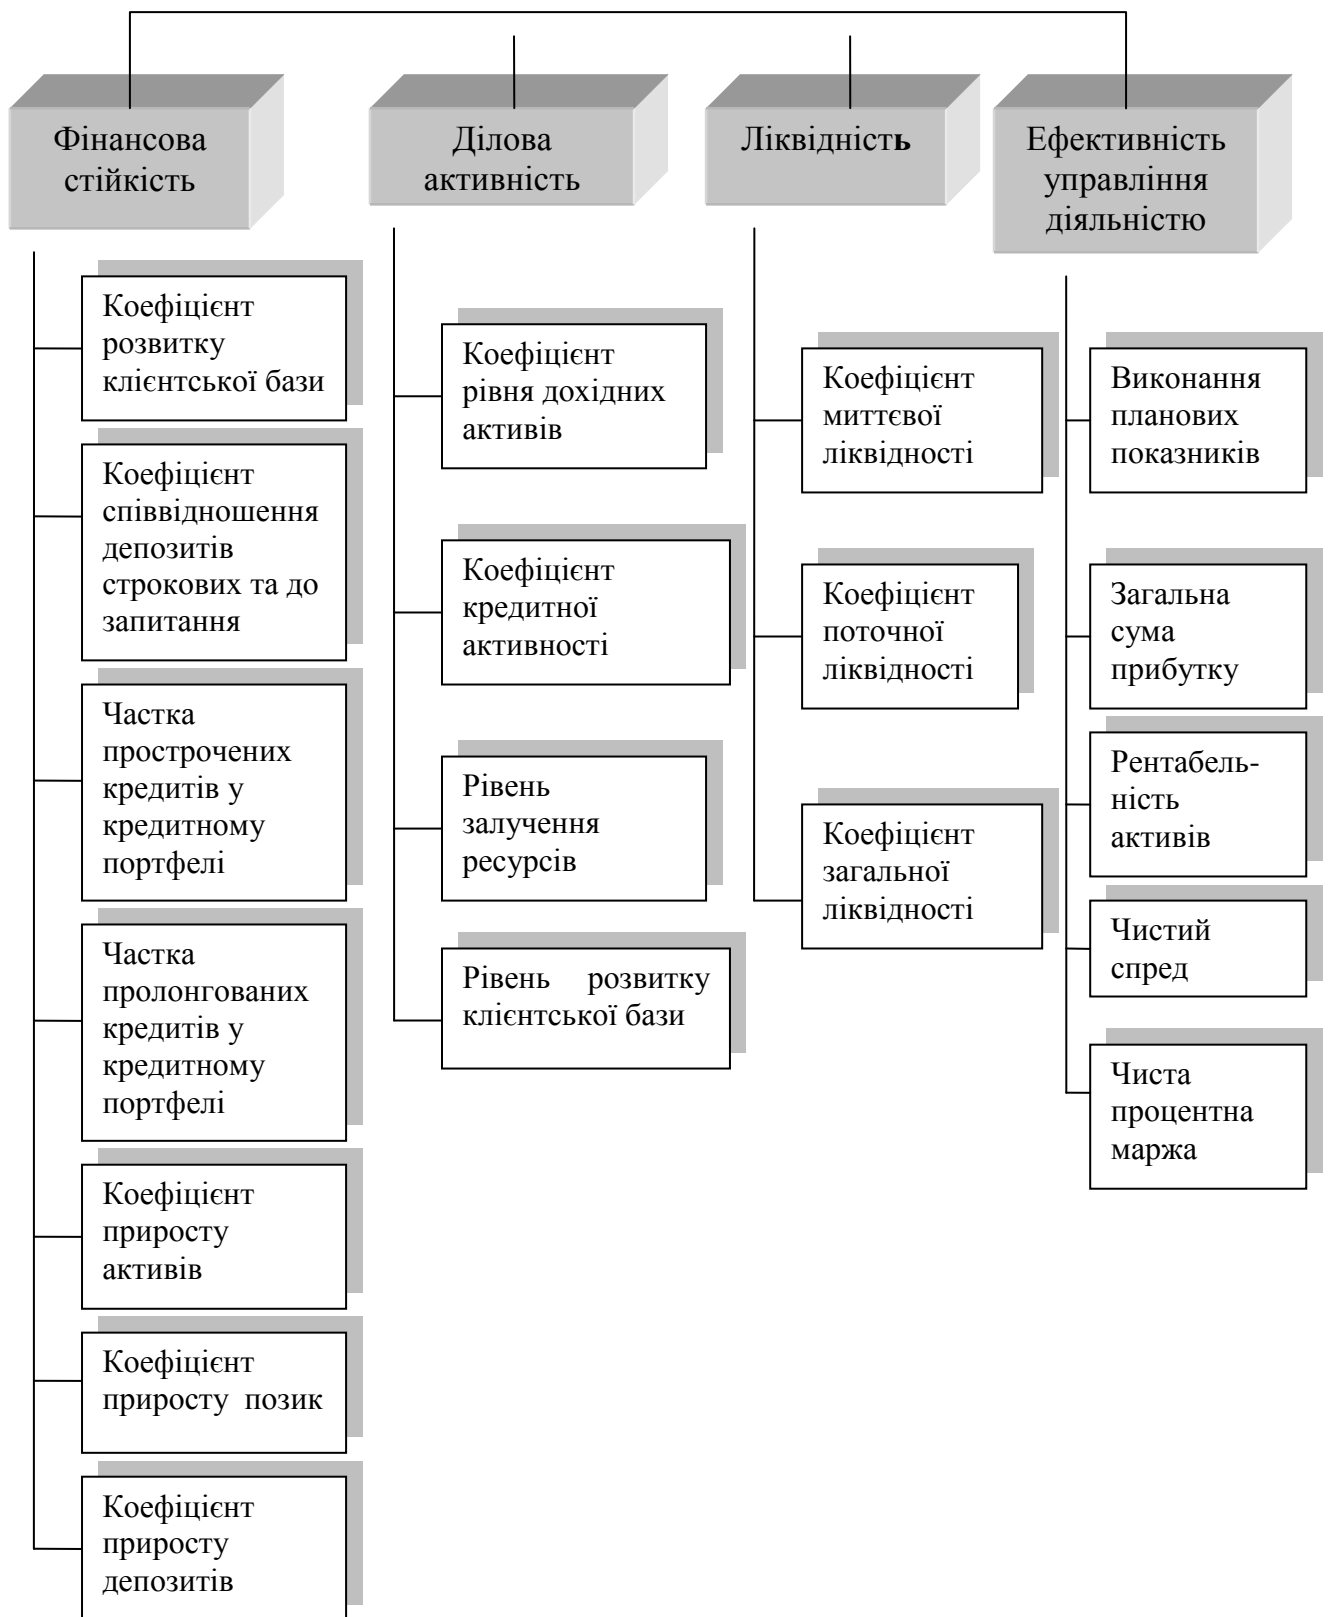 Фінансова
стійкість
Ділова
активність
Ліквідність
Ефективність
управління
діяльністю
Коефіцієнт
розвитку
клієнтської бази
Коефіцієнт
співвідношення
депозитів
строкових та до
запитання
Частка
прострочених
кредитів у
кредитному
портфелі
Частка
пролонгованих
кредитів у
кредитному
портфелі
Коефіцієнт
приросту
активів
Коефіцієнт
приросту позик
Коефіцієнт
приросту
депозитів
Коефіцієнт
рівня дохідних
активів
Коефіцієнт
кредитної
активності
Рівень
залучення
ресурсів
Рівень розвитку
клієнтської бази
Коефіцієнт
миттєвої
ліквідності
Коефіцієнт
поточної
ліквідності
Коефіцієнт
загальної
ліквідності
Виконання
планових
показників
Загальна
сума
прибутку
Рентабель-
ність
активів
Чистий
спред
Чиста
процентна
маржа